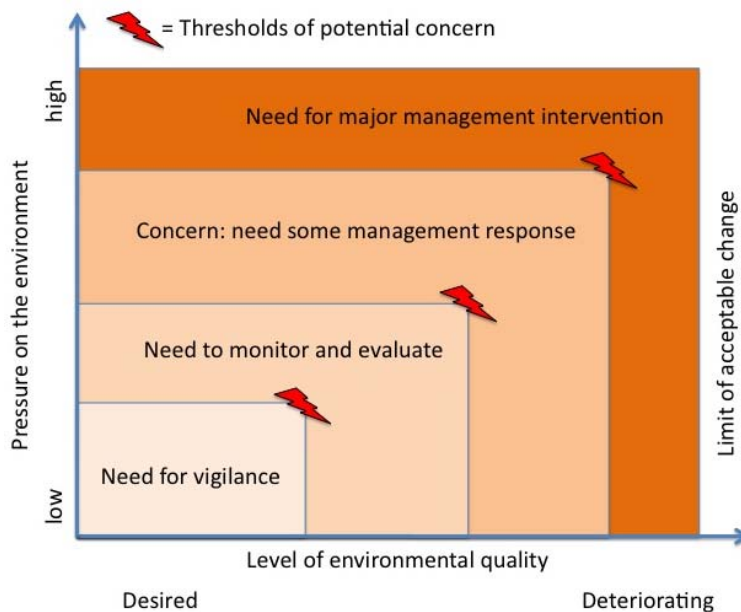 = Thresholds of potential concern
high
Need for major management intervention
Pressure on the environment
Concern: need some management response
Limit of acceptable change
Need to monitor and evaluate
Need for vigilance
low
Level of environmental quality
Desired
Deteriorating